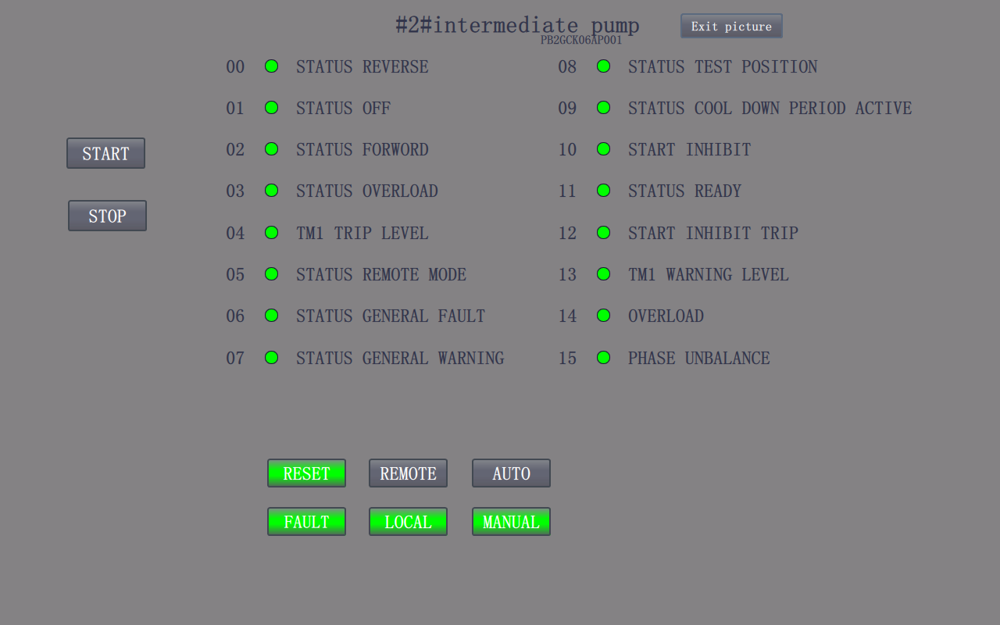 #2#intermediate pump
Exit picture
PB2GCK06AP001
00 STATUS REVERSE
01 STATUS OFF
02 STATUS FORWORD
03 STATUS OVERLOAD
04 TM1 TRIP LEVEL
05 STATUS REMOTE MODE
06 STATUS GENERAL FAULT
07 STATUS GENERAL WARNING
08 STATUS TEST POSITION
09 STATUS COOL DOWN PERIOD ACTIVE
10 START INHIBIT
11 STATUS READY
12 START INHIBIT TRIP
13 TM1 WARNING LEVEL
14 OVERLOAD
15 PHASE UNBALANCE
START
STOP
RESET REMOTE AUTO
FAULT LOCAL MANUAL